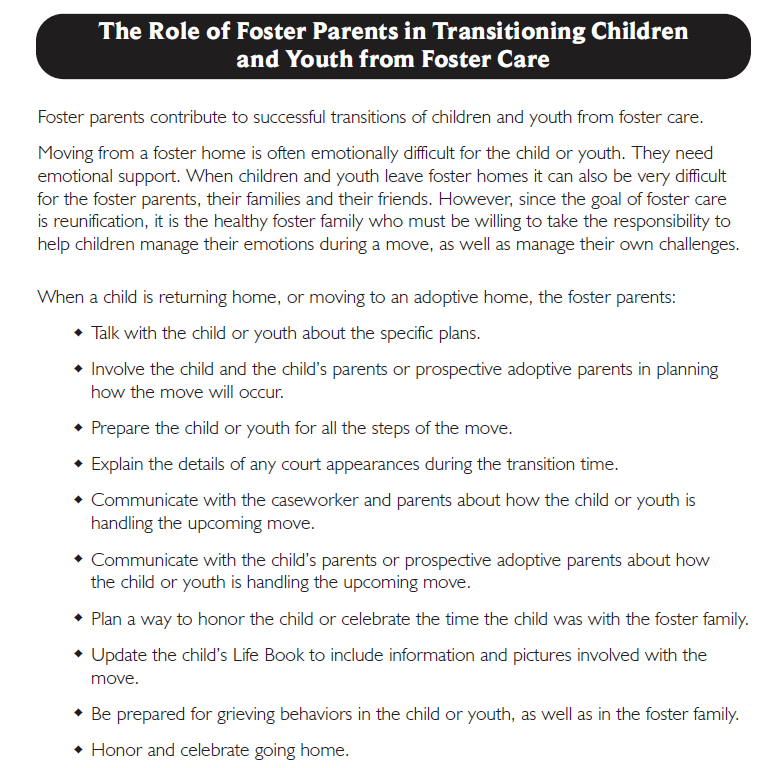 The Role of Foster Parents in Transitioning Children
and Youth from Foster Care
Foster parents contribute to successful transitions of children and youth from foster care.
Moving from a foster home is often emotionally difficult for the child or youth. They need
emotional support. When children and youth leave foster homes it can also be very difficult
for the foster parents, their families and their friends. However, since the goal of foster care
is reunification, it is the healthy foster family who must be willing to take the responsibility to
help children manage their emotions during a move, as well as manage their own challenges.
When a child is returning home, or moving to an adoptive home, the foster parents:
◆ Talk with the child or youth about the specific plans.
◆ Involve the child and the child’s parents or prospective adoptive parents in planning
how the move will occur.
◆ Prepare the child or youth for all the steps of the move.
◆ Explain the details of any court appearances during the transition time.
◆ Communicate with the caseworker and parents about how the child or youth is
handling the upcoming move.
◆ Communicate with the child’s parents or prospective adoptive parents about how
the child or youth is handling the upcoming move.
◆ Plan a way to honor the child or celebrate the time the child was with the foster family.
◆ Update the child’s Life Book to include information and pictures involved with the
move.
◆ Be prepared for grieving behaviors in the child or youth, as well as in the foster family.
◆ Honor and celebrate going home.